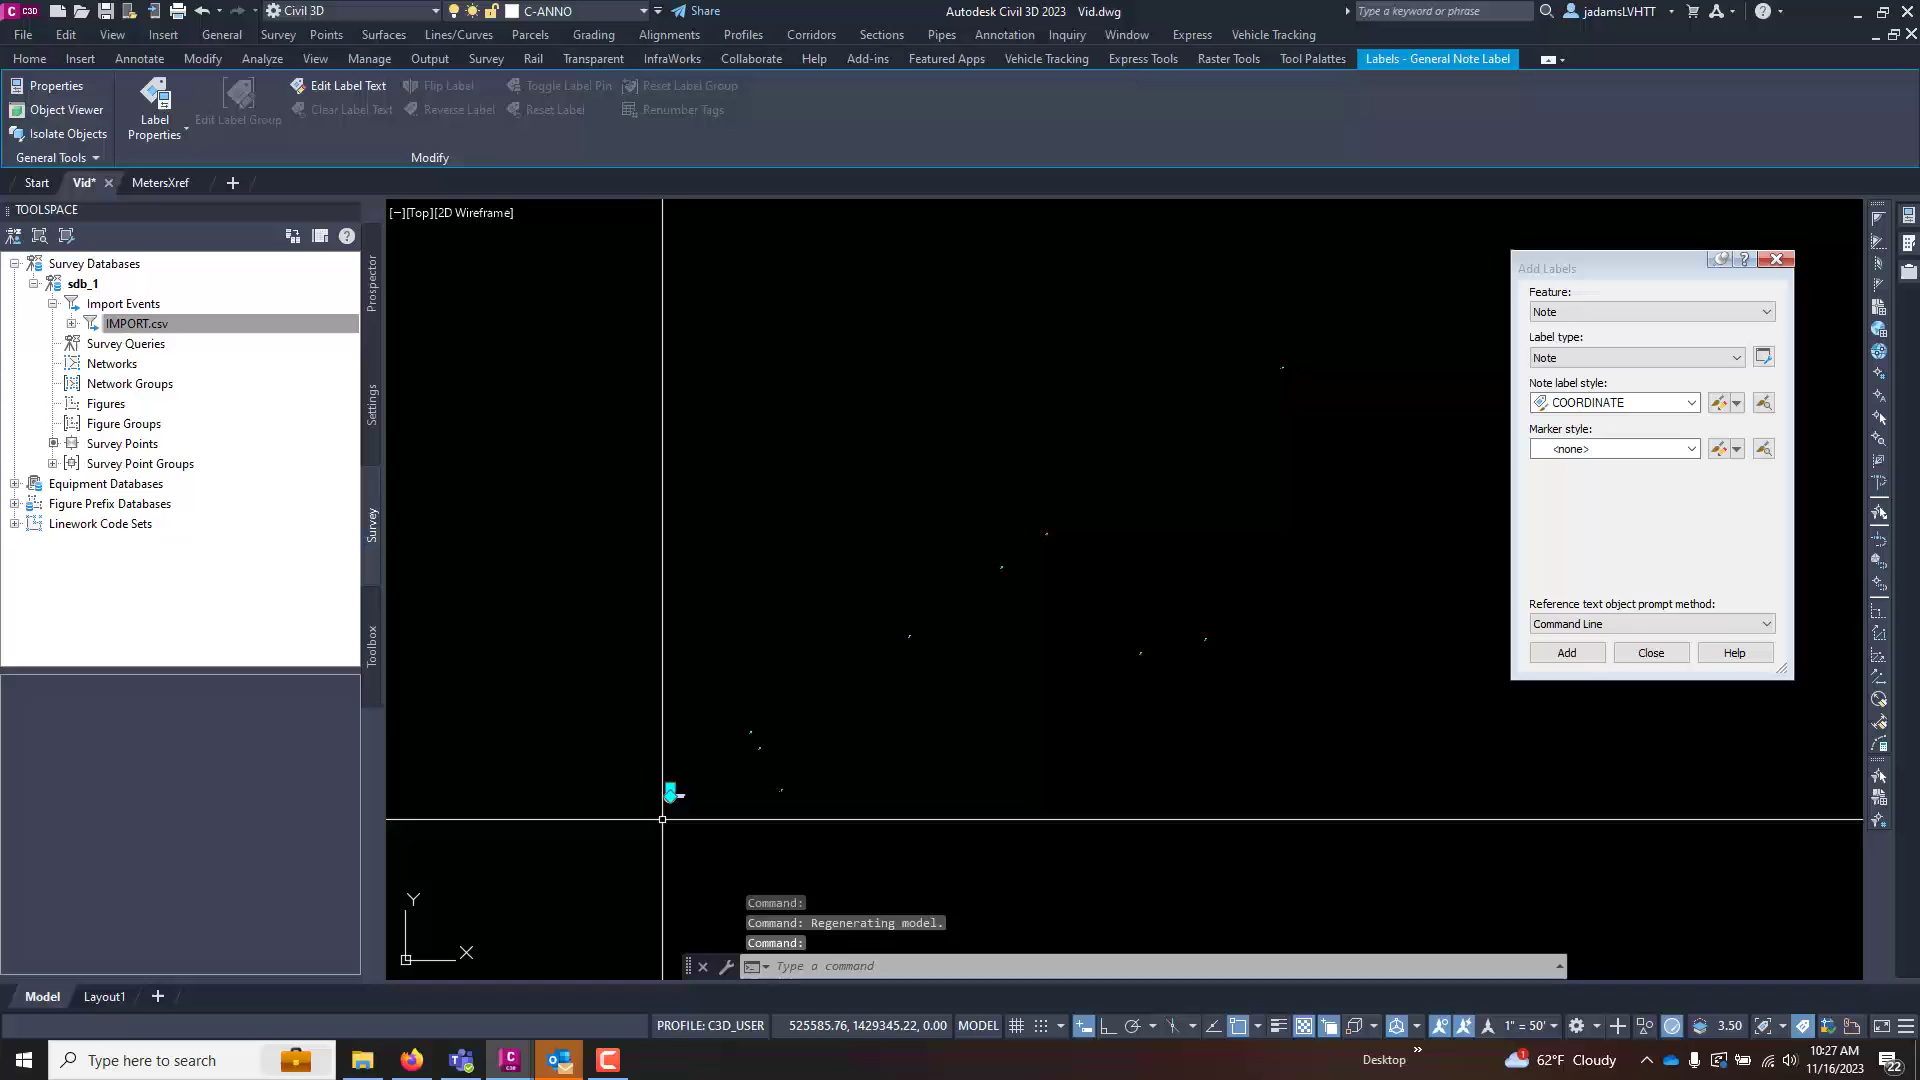 C3D
Civil 3D
C-ANNO
Share
Autodesk Civil 3D 2023 Vid.dwg
Type a keyword or phrase
jadamsLVHTT
File Edit View Insert General Survey Points Surfaces Lines/Curves Parcels Grading Alignments Profiles Corridors Sections Pipes Annotation Inquiry Window Express Vehicle Tracking
Home Insert Annotate Modify Analyze View Manage Output Survey Rail Transparent InfraWorks Collaborate Help Add-ins Featured Apps Vehicle Tracking Express Tools Raster Tools Tool Palettes Labels - General Note Label
Properties
Object Viewer
Isolate Objects
General Tools
Label
Properties
Edit Label Group
Edit Label Text Flip Label Toggle Label Pin Reset Label Group
Clear Label Text Reverse Label Reset Label Renumber Tags
Modify
Start Vid* MetersXref
TOOLSPACE
Survey Databases
sdb_1
Import Events
IMPORT.csv
Survey Queries
Networks
Network Groups
Figures
Figure Groups
Survey Points
Survey Point Groups
Equipment Databases
Figure Prefix Databases
Linework Code Sets
Prospector
Settings
Survey
Toolbox
[−][Top][2D Wireframe]
Add Labels
Feature:
Note
Label type:
Note
Note label style:
COORDINATE
Marker style:
<none>
Reference text object prompt method:
Command Line
Add Close Help
Y
X
Command:
Command: Regenerating model.
Command:
Type a command
Model Layout1
PROFILE: C3D_USER 525585.76, 1429345.22, 0.00 MODEL 1" = 50' 3.50
Type here to search
Desktop
62°F Cloudy
10:27 AM
11/16/2023
22